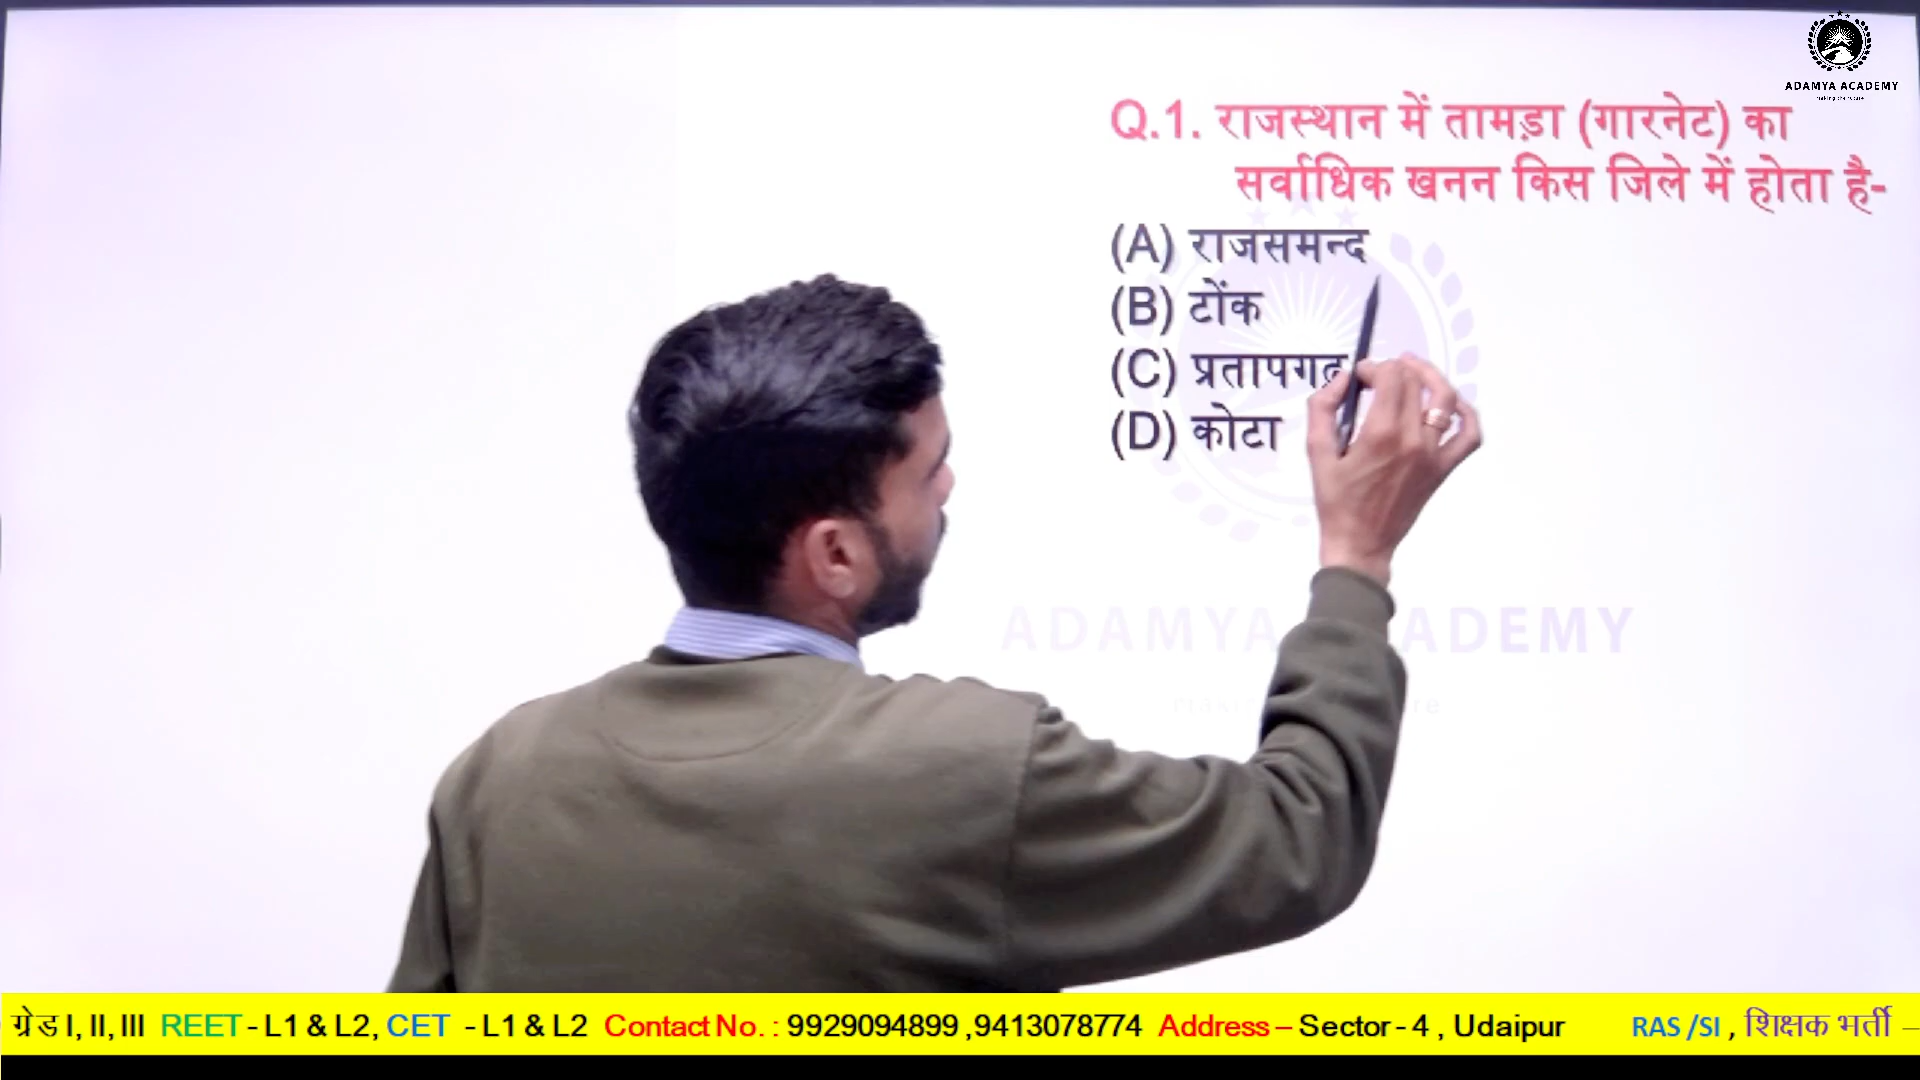 ADAMYA ACADEMY
Q.1. राजस्थान में तामड़ा (गारनेट) का
सर्वाधिक खनन किस जिले में होता है-
(A) राजसमन्द
(B) टोंक
(C) प्रतापगढ़
(D) कोटा
ADAMYA ACADEMY
ग्रेड I, II, III REET - L1 & L2, CET - L1 & L2 Contact No. : 9929094899 ,9413078774 Address – Sector - 4 , Udaipur RAS /SI , शिक्षक भर्ती –